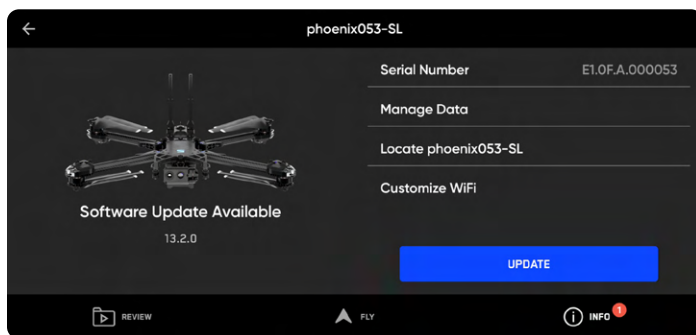 phoenix053-SL
Serial Number E1.0F.A.000053
Manage Data
Locate phoenix053-SL
Customize WiFi
Software Update Available
13.2.0
UPDATE
REVIEW FLY INFO 1